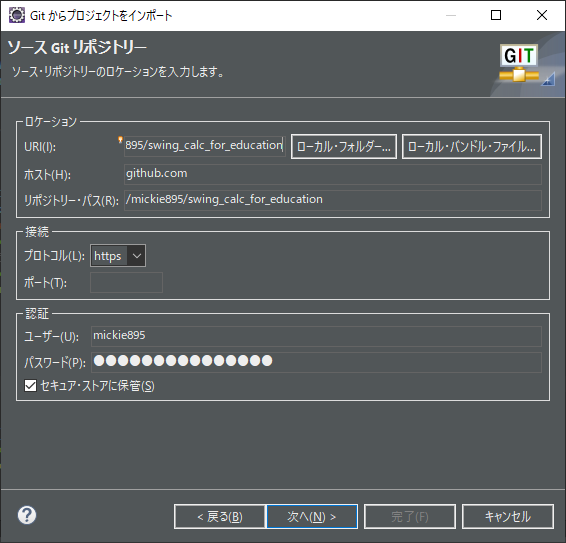 Git からプロジェクトをインポート
ソース Git リポジトリー
ソース・リポジトリーのロケーションを入力します。
GIT
ロケーション
URI(I): 895/swing_calc_for_education ローカル・フォルダー... ローカル・バンドル・ファイル...
ホスト(H): github.com
リポジトリー・パス(R): /mickie895/swing_calc_for_education
接続
プロトコル(L): https
ポート(T):
認証
ユーザー(U): mickie895
パスワード(P): ●●●●●●●●●●●●●●●
セキュア・ストアに保管(S)
? < 戻る(B) 次へ(N) > 完了(F) キャンセル